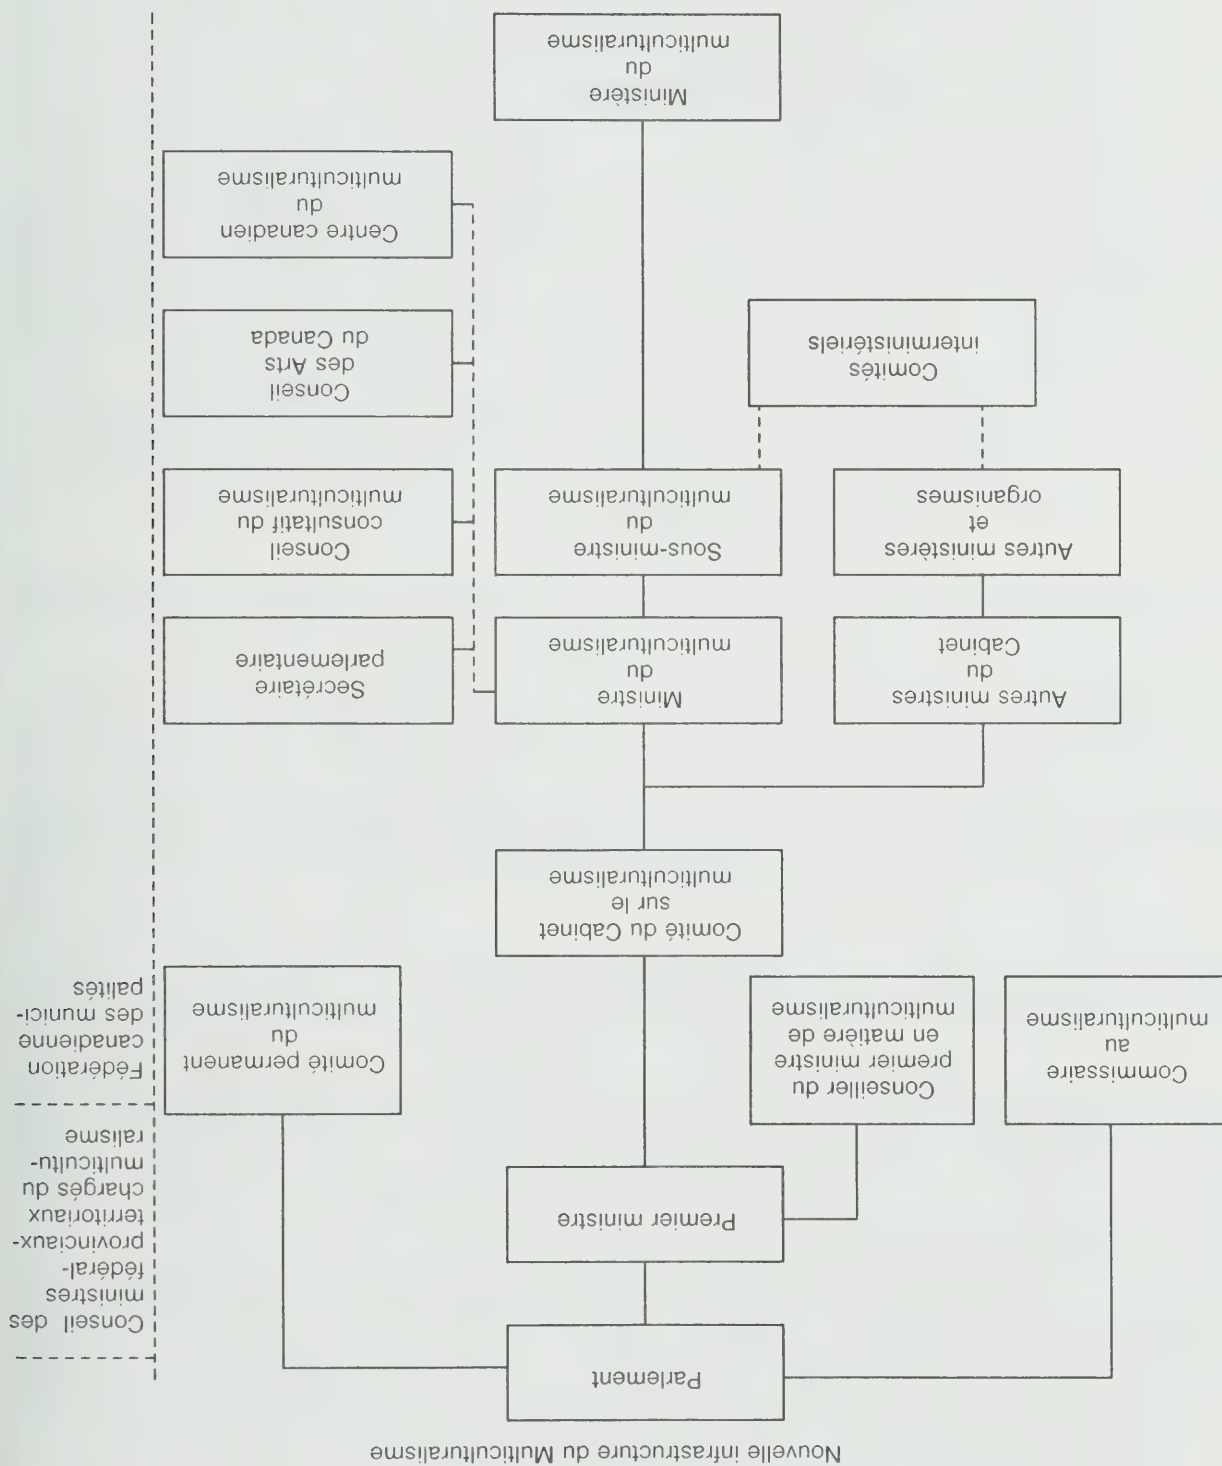 Nouvelle infrastructure du Multiculturalisme
Parlement
Premier ministre
Commissaire
au
multiculturalisme
Conseiller du
premier ministre
en matière de
multiculturalisme
Comité permanent
du
multiculturalisme
Comité du Cabinet
sur le
multiculturalisme
Autres ministres
du
Cabinet
Ministre
du
multiculturalisme
Secrétaire
parlementaire
Autres ministères
et
organismes
Sous-ministre
du
multiculturalisme
Conseil
consultatif du
multiculturalisme
Comités
interministériels
Conseil
des Arts
du Canada
Centre canadien
du
multiculturalisme
Ministère
du
multiculturalisme
Conseil des
ministres
fédéral-
provinciaux-
territoriaux
chargés du
multicultu-
ralisme
Fédération
canadienne
des munici-
palités